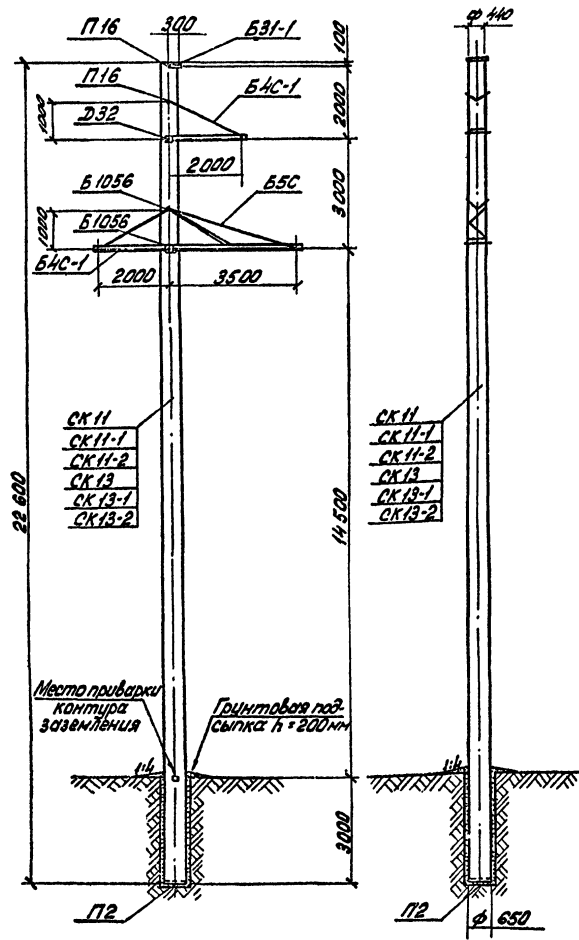 П16
300
Б31-1
ф 440
100
П16
Б4С-1
1000
Д32
2000
2000
Б1056
Б5С
3000
1000
Б1056
Б4С-1
2000
3500
СК11
СК11-1
СК11-2
СК13
СК13-1
СК13-2
СК11
СК11-1
СК11-2
СК13
СК13-1
СК13-2
22600
14500
Место приварки
контура
заземления
Грунтовая под-
сыпка h = 200мм
1:4
1:4
3000
П2
П2
ф 650